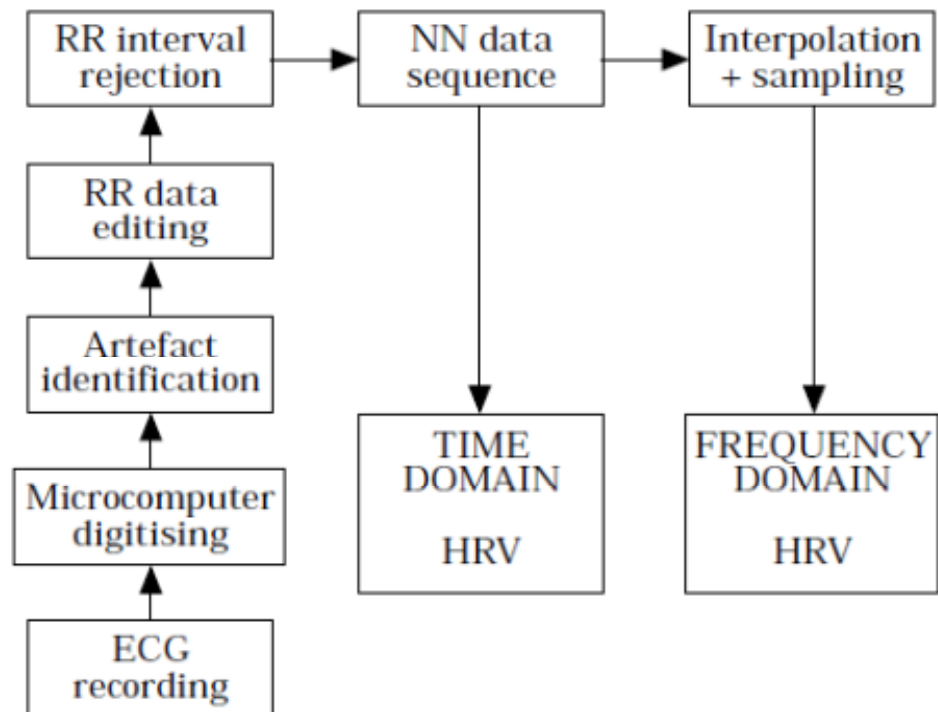 RR interval
rejection
NN data
sequence
Interpolation
+ sampling
RR data
editing
Artefact
identification
Microcomputer
digitising
ECG
recording
TIME
DOMAIN
HRV
FREQUENCY
DOMAIN
HRV